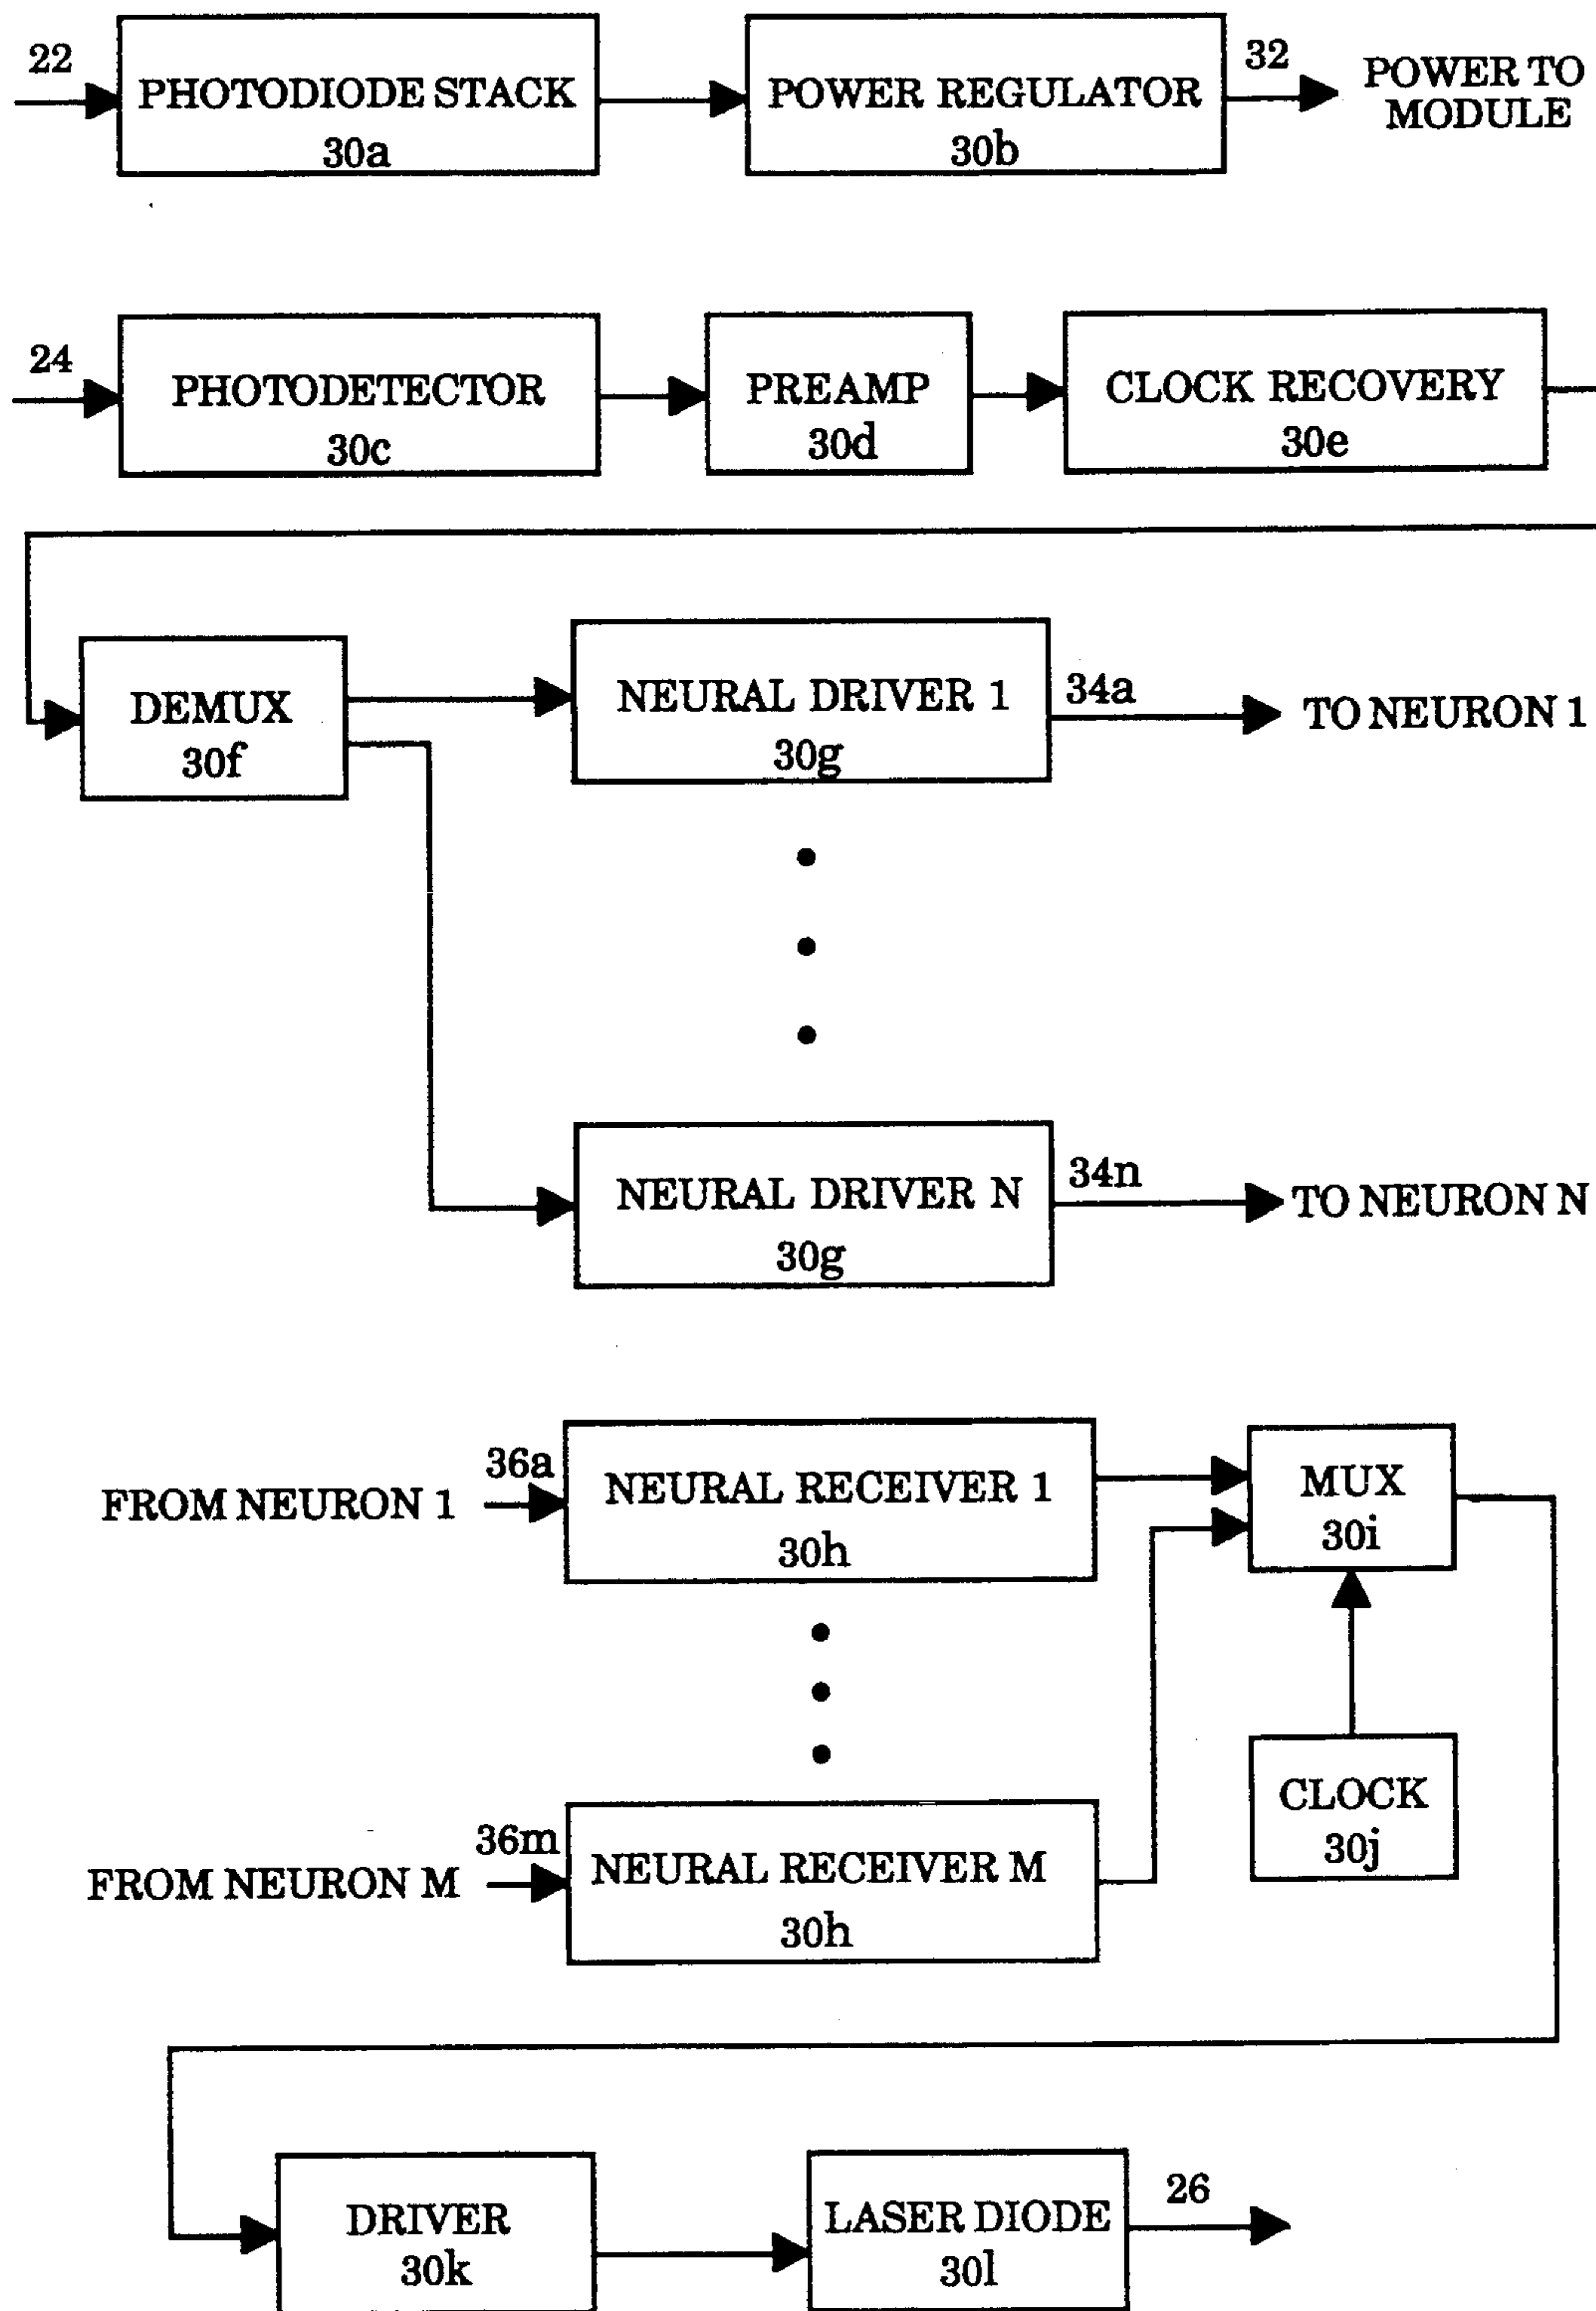 22
PHOTODIODE STACK
30a
POWER REGULATOR
30b
32
POWER TO
MODULE
24
PHOTODETECTOR
30c
PREAMP
30d
CLOCK RECOVERY
30e
DEMUX
30f
NEURAL DRIVER 1
30g
34a
TO NEURON 1
NEURAL DRIVER N
30g
34n
TO NEURON N
FROM NEURON 1
36a
NEURAL RECEIVER 1
30h
MUX
30i
CLOCK
30j
FROM NEURON M
36m
NEURAL RECEIVER M
30h
DRIVER
30k
LASER DIODE
30l
26